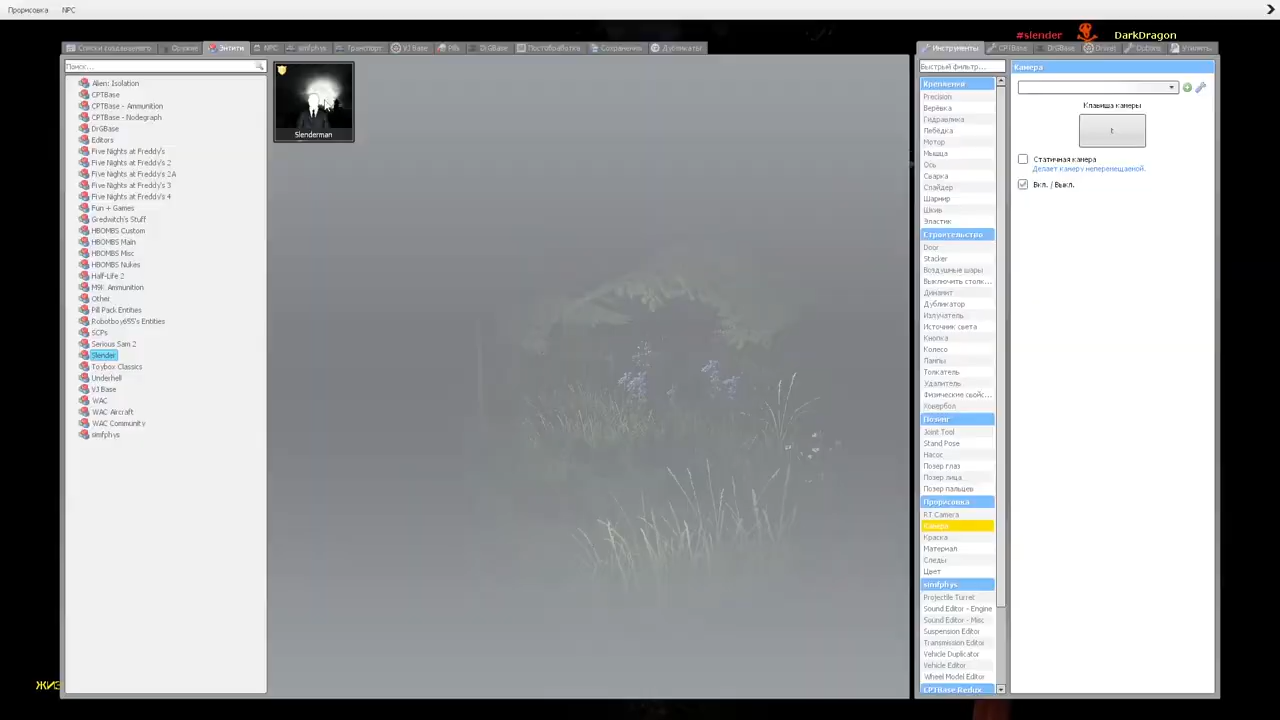 Прорисовка NPC
#slender DarkDragon
Списки создаваемого Оружие Энтити NPC simfphys Транспорт VJ Base Pills DrGBase Постобработка Сохранения Дубликаты
Поиск...
Alien: Isolation
CPTBase
CPTBase - Ammunition
CPTBase - Nodegraph
DrGBase
Editors
Five Nights at Freddy's
Five Nights at Freddy's 2
Five Nights at Freddy's 2A
Five Nights at Freddy's 3
Five Nights at Freddy's 4
Fun + Games
Gredwitch's Stuff
HBOMBS Custom
HBOMBS Main
HBOMBS Misc
HBOMBS Nukes
Half-Life 2
M9K Ammunition
Other
Pill Pack Entities
Robotboy655's Entities
SCPs
Serious Sam 2
Slender
Toybox Classics
Underhell
VJ Base
WAC
WAC Aircraft
WAC Community
simfphys
Slenderman
ЖИЗ
Инструменты CPTBase DrGBase DrVrej Options Утилиты
Быстрый фильтр...
Крепления
Precision
Верёвка
Гидравлика
Лебёдка
Мотор
Мышца
Ось
Сварка
Слайдер
Шарнир
Шкив
Эластик
Строительство
Door
Stacker
Воздушные шары
Выключить столк...
Динамит
Дубликатор
Излучатель
Источник света
Кнопка
Колесо
Лампы
Толкатель
Удалитель
Физические свойс...
Ховербол
Позинг
Joint Tool
Stand Pose
Насос
Позер глаз
Позер лица
Позер пальцев
Прорисовка
RT Camera
Камера
Краска
Материал
Следы
Цвет
simfphys
Projectile Turret
Sound Editor - Engine
Sound Editor - Misc
Suspension Editor
Transmission Editor
Vehicle Duplicator
Vehicle Editor
Wheel Model Editor
CPTBase Redux
Камера
Клавиша камеры
Статичная камера
Делает камеру неперемещаемой.
Вкл. / Выкл.